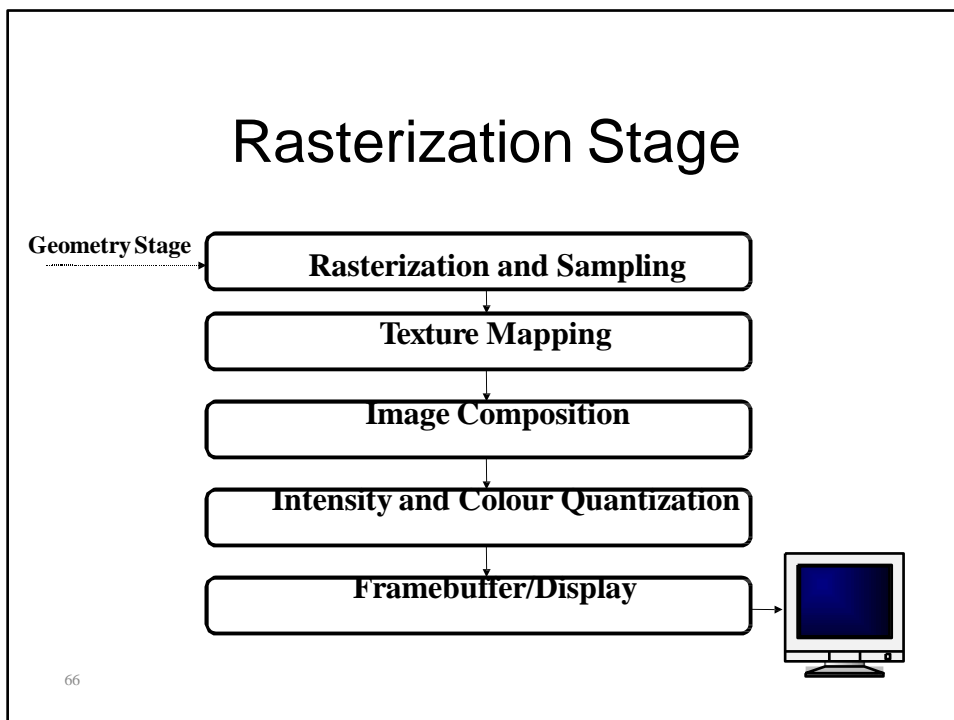 Rasterization Stage
Geometry Stage
Rasterization and Sampling
Texture Mapping
Image Composition
Intensity and Colour Quantization
Framebuffer/Display
66